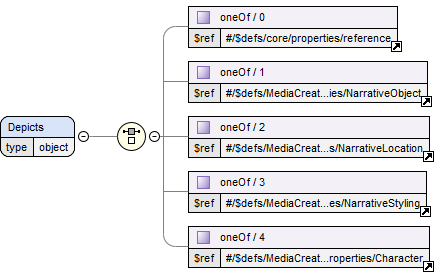 oneOf / 0
$ref #/$defs/core/properties/reference
oneOf / 1
$ref #/$defs/MediaCreat...ies/NarrativeObject
Depicts
type object
oneOf / 2
$ref #/$defs/MediaCreat...s/NarrativeLocation
oneOf / 3
$ref #/$defs/MediaCreat...es/NarrativeStyling
oneOf / 4
$ref #/$defs/MediaCreat...roperties/Character